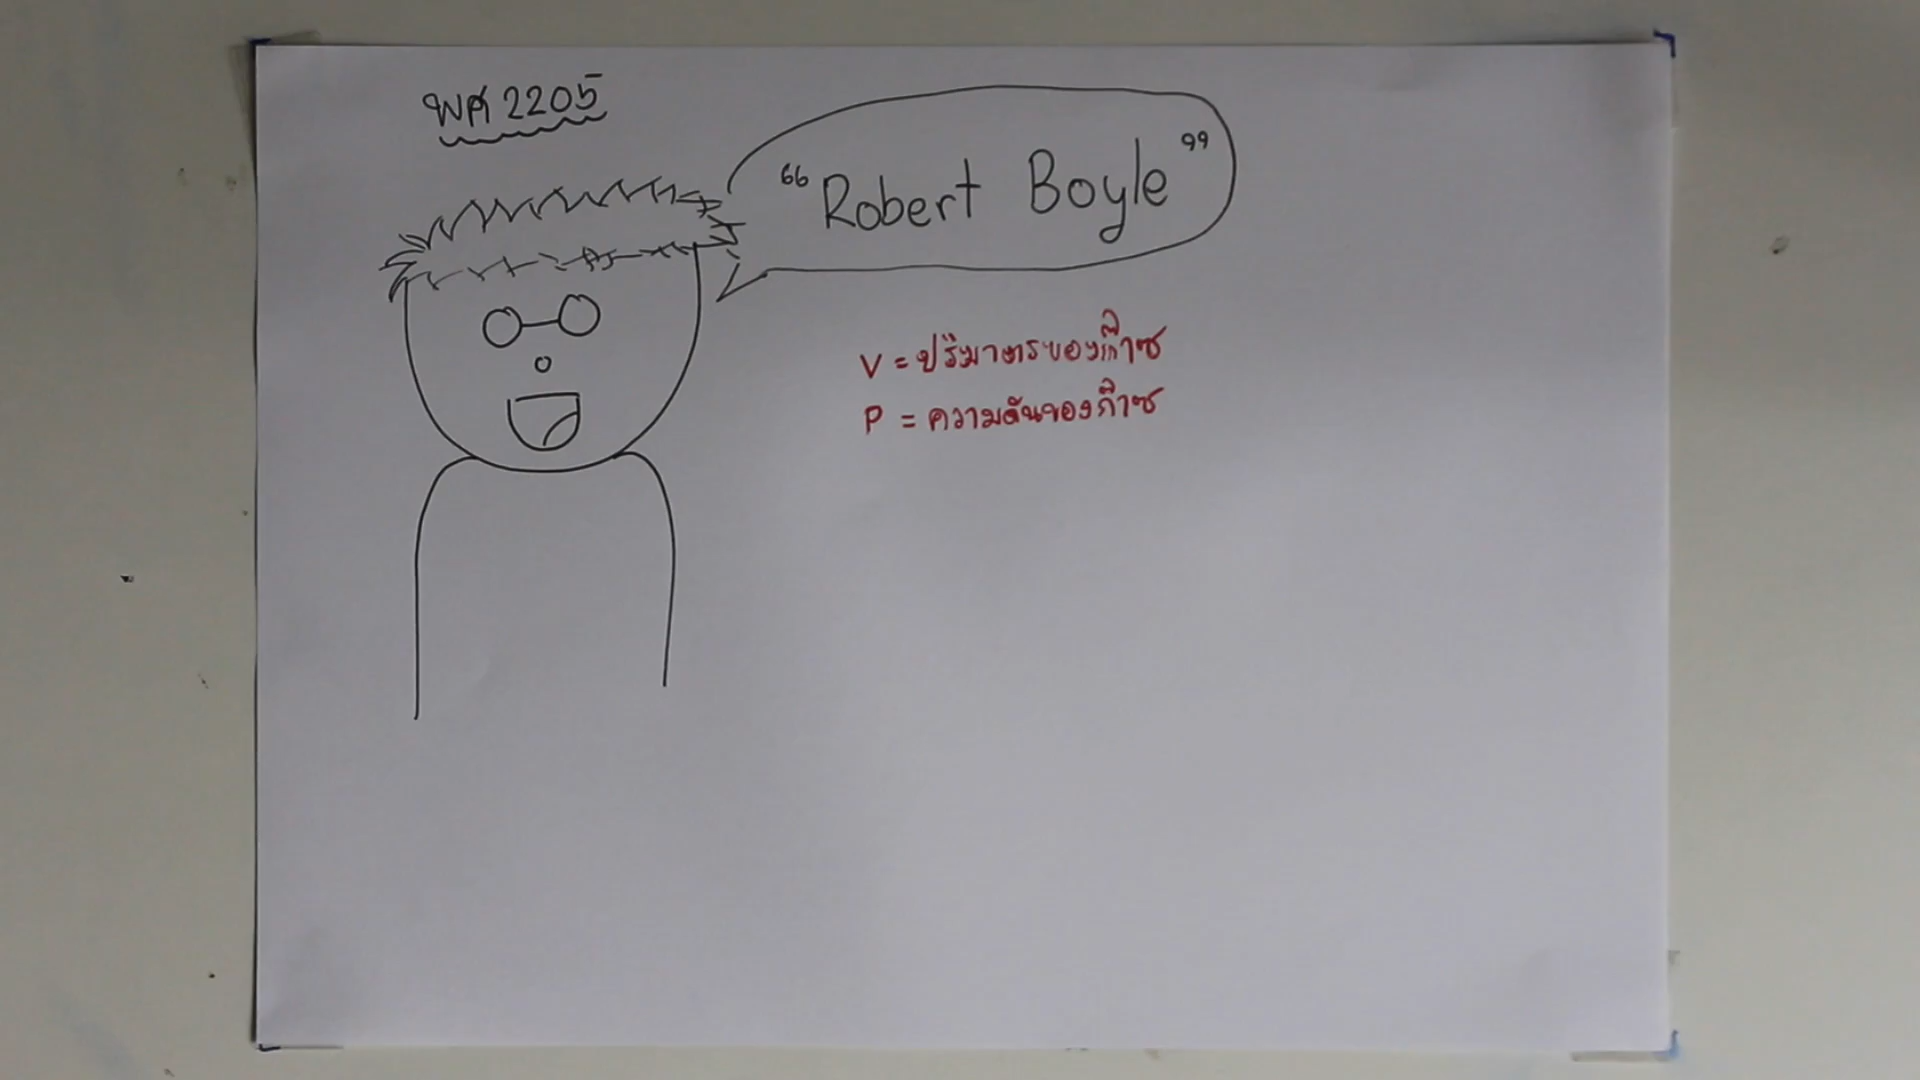 พศ 2205
"Robert Boyle"
V = ปริมาตรของก๊าซ
P = ความดันของก๊าซ